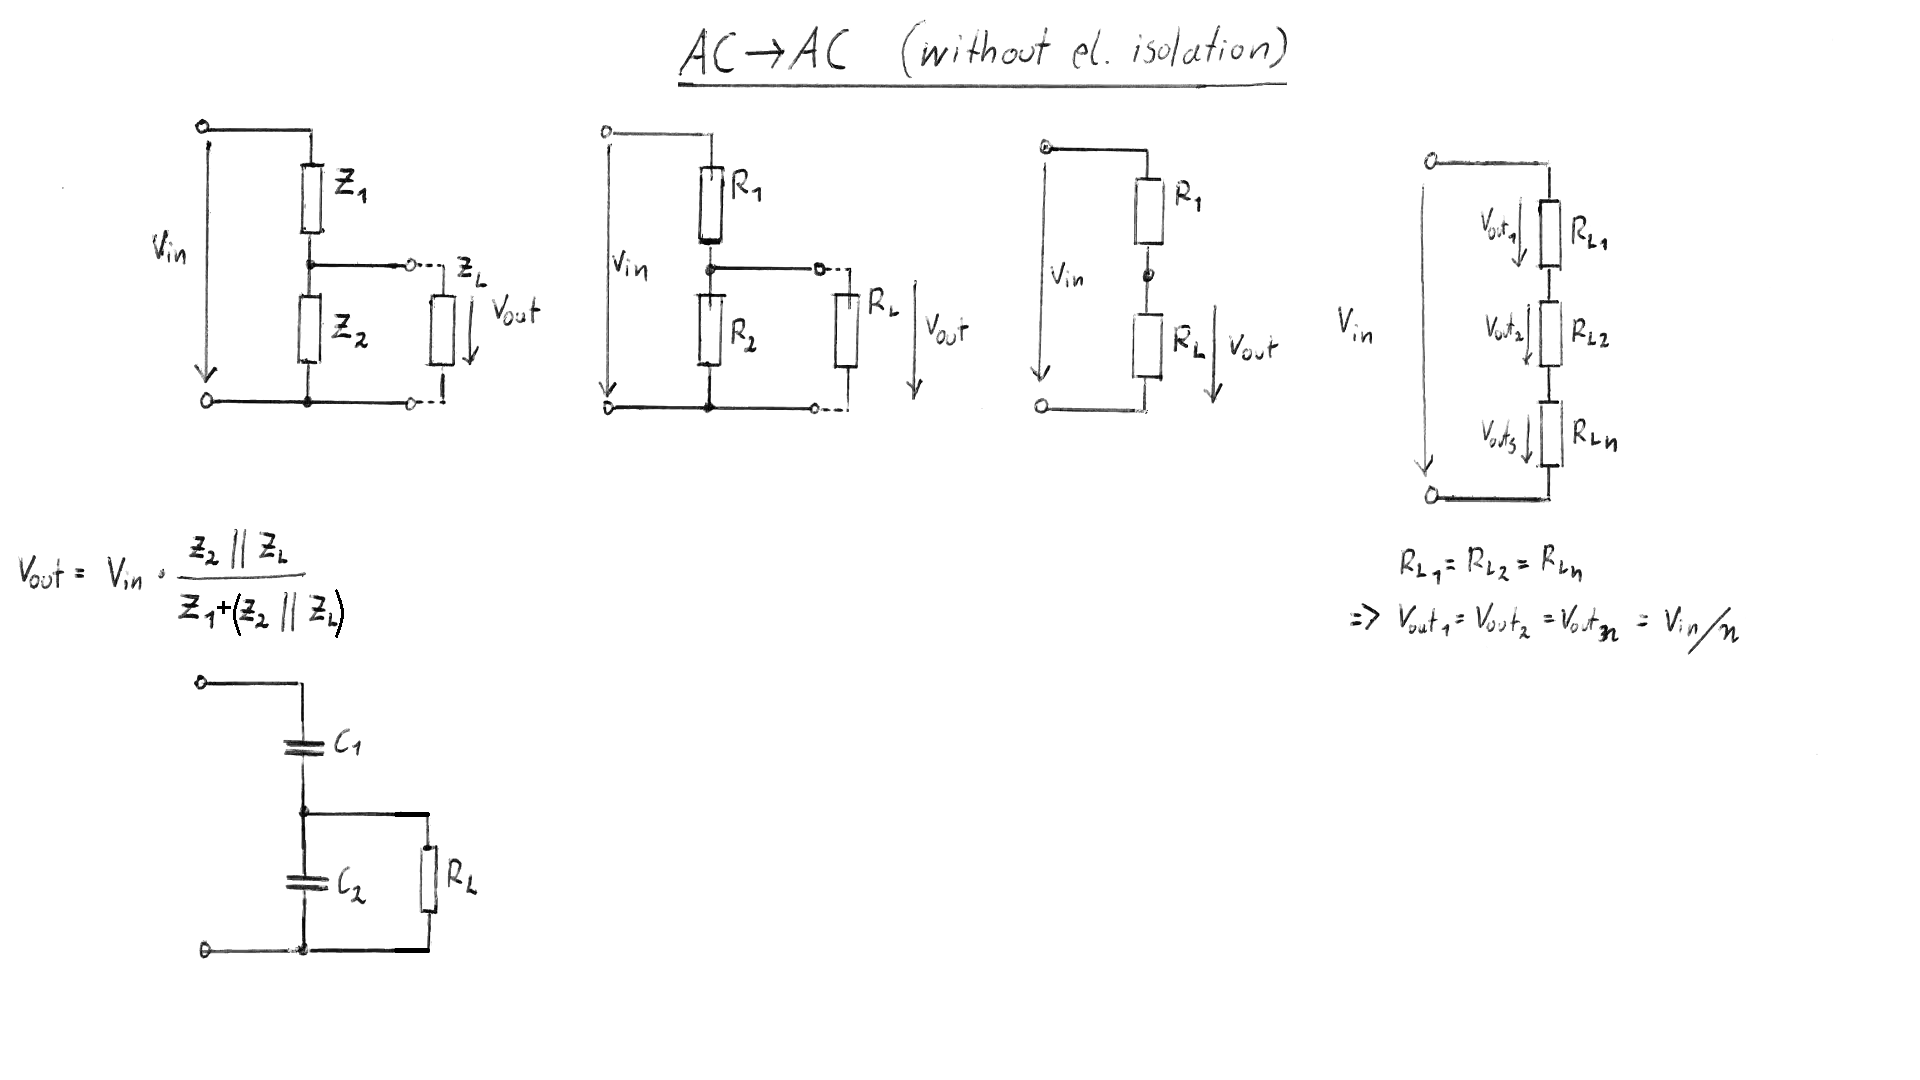 AC→AC (without el. isolation)
Vin
Z1
Z2
ZL
Vout
Vin
R1
R2
RL
Vout
Vin
R1
RL
Vout
Vin
Vout1
RL1
Vout2
RL2
Vout3
RLn
Vout = Vin · Z2 || ZL / Z1+(Z2 || ZL)
RL1 = RL2 = RLn
=> Vout1 = Vout2 = Voutn = Vin/n
C1
C2
RL